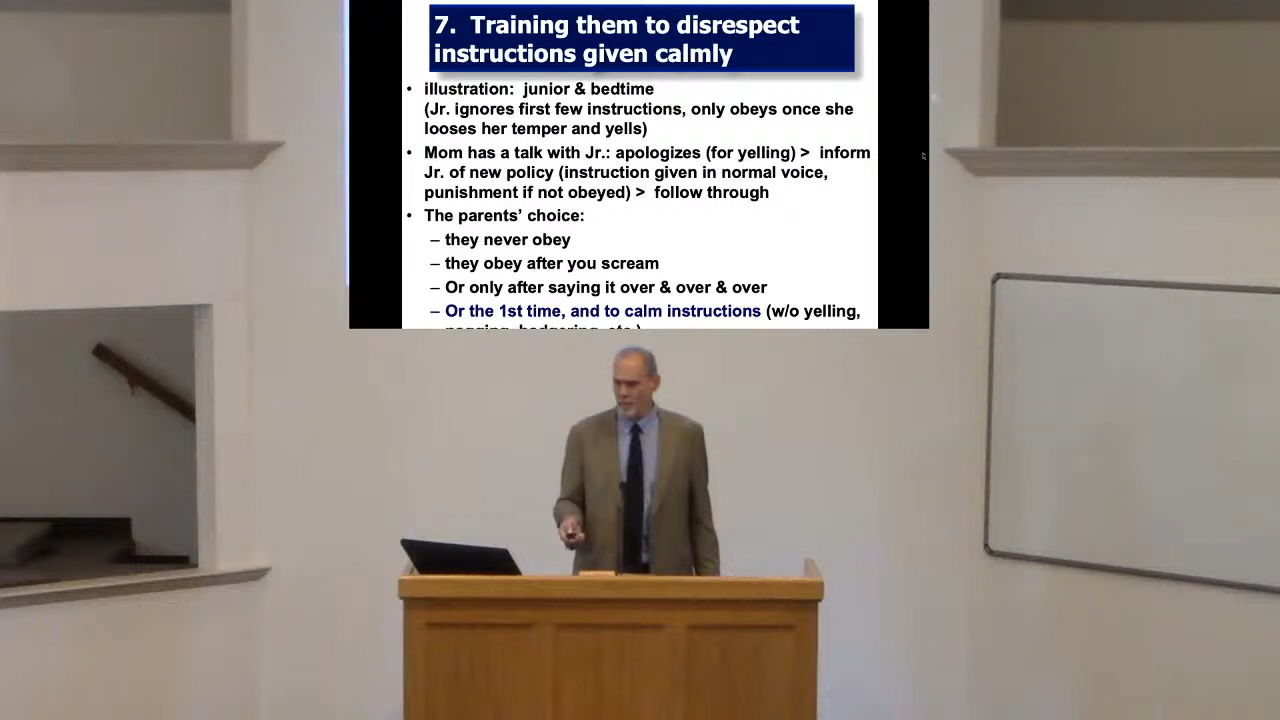 7. Training them to disrespect
instructions given calmly
• illustration: junior & bedtime
(Jr. ignores first few instructions, only obeys once she
looses her temper and yells)
• Mom has a talk with Jr.: apologizes (for yelling) > inform
Jr. of new policy (instruction given in normal voice,
punishment if not obeyed) > follow through
• The parents’ choice:
– they never obey
– they obey after you scream
– Or only after saying it over & over & over
– Or the 1st time, and to calm instructions (w/o yelling,